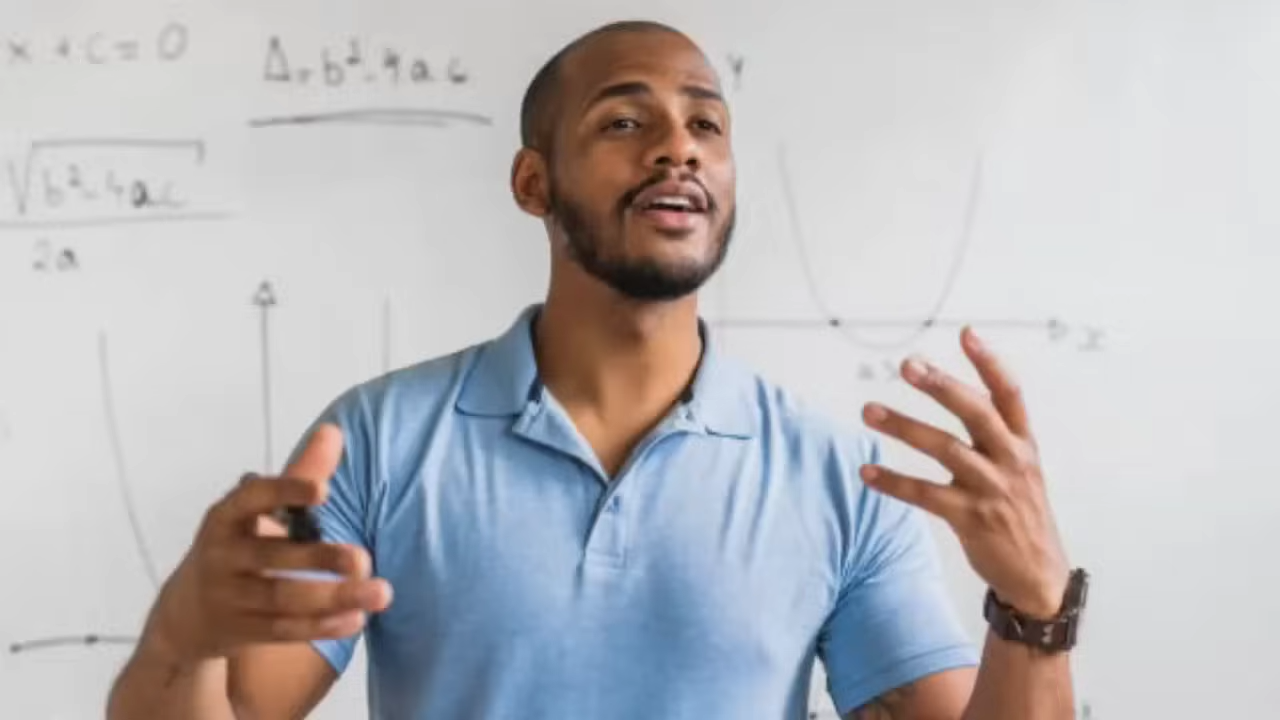 x + c = 0
Δ = b² - 4ac
√b² - 4ac
2a
y
x